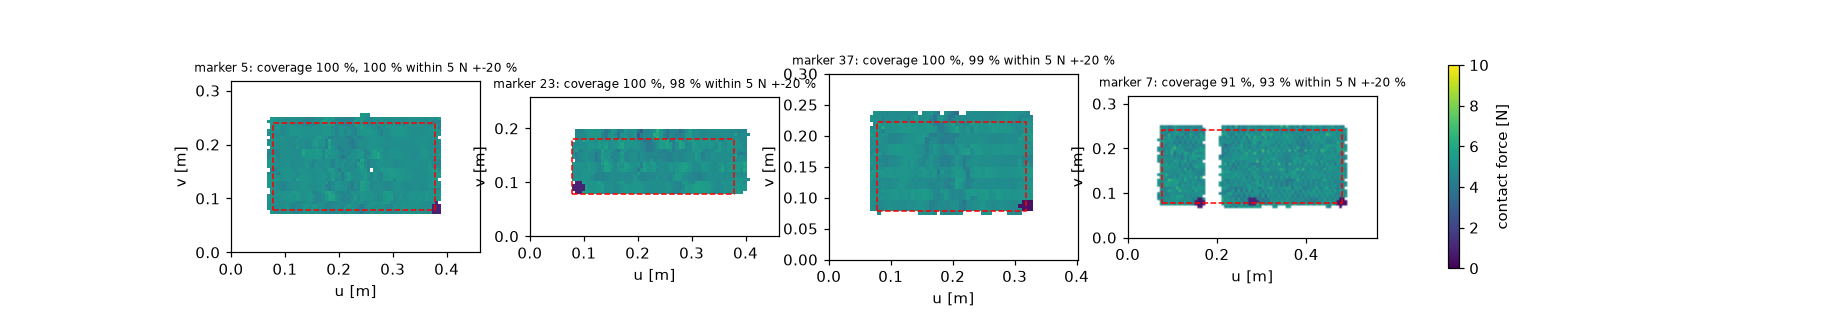 marker 5: coverage 100 %, 100 % within 5 N +-20 %
0.3
0.2
0.1
0.0
v [m]
0.0 0.1 0.2 0.3 0.4
u [m]
marker 23: coverage 100 %, 98 % within 5 N +-20 %
0.2
0.1
0.0
v [m]
0.0 0.1 0.2 0.3 0.4
u [m]
marker 37: coverage 100 %, 99 % within 5 N +-20 %
0.30
0.25
0.20
0.15
0.10
0.05
0.00
v [m]
0.0 0.1 0.2 0.3 0.4
u [m]
marker 7: coverage 91 %, 93 % within 5 N +-20 %
0.3
0.2
0.1
0.0
v [m]
0.0 0.2 0.4
u [m]
10
8
6
4
2
0
contact force [N]